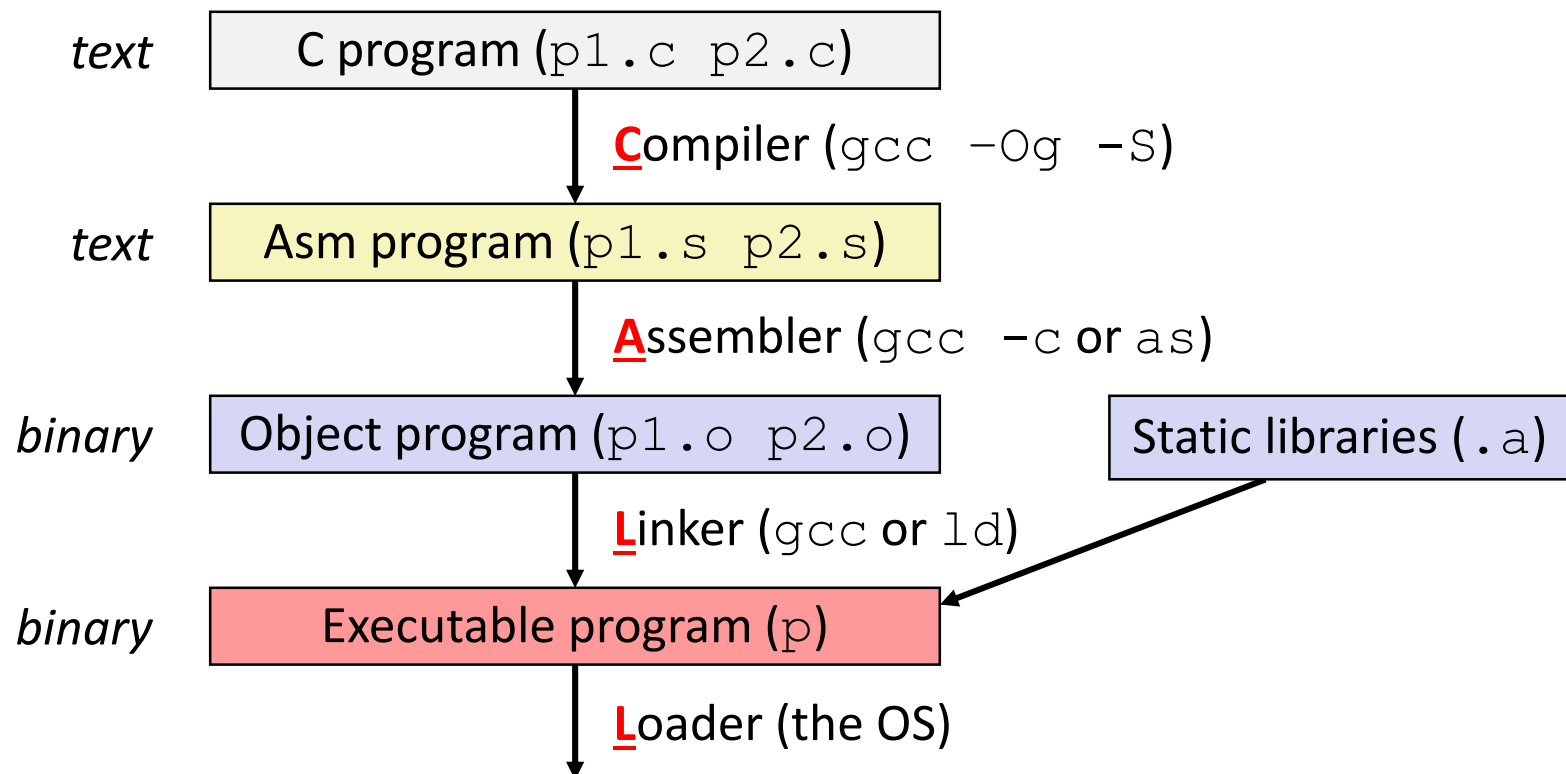 text
C program (p1.c p2.c)
Compiler (gcc -Og -S)
text
Asm program (p1.s p2.s)
Assembler (gcc -c or as)
binary
Object program (p1.o p2.o)
Static libraries (.a)
Linker (gcc or ld)
binary
Executable program (p)
Loader (the OS)